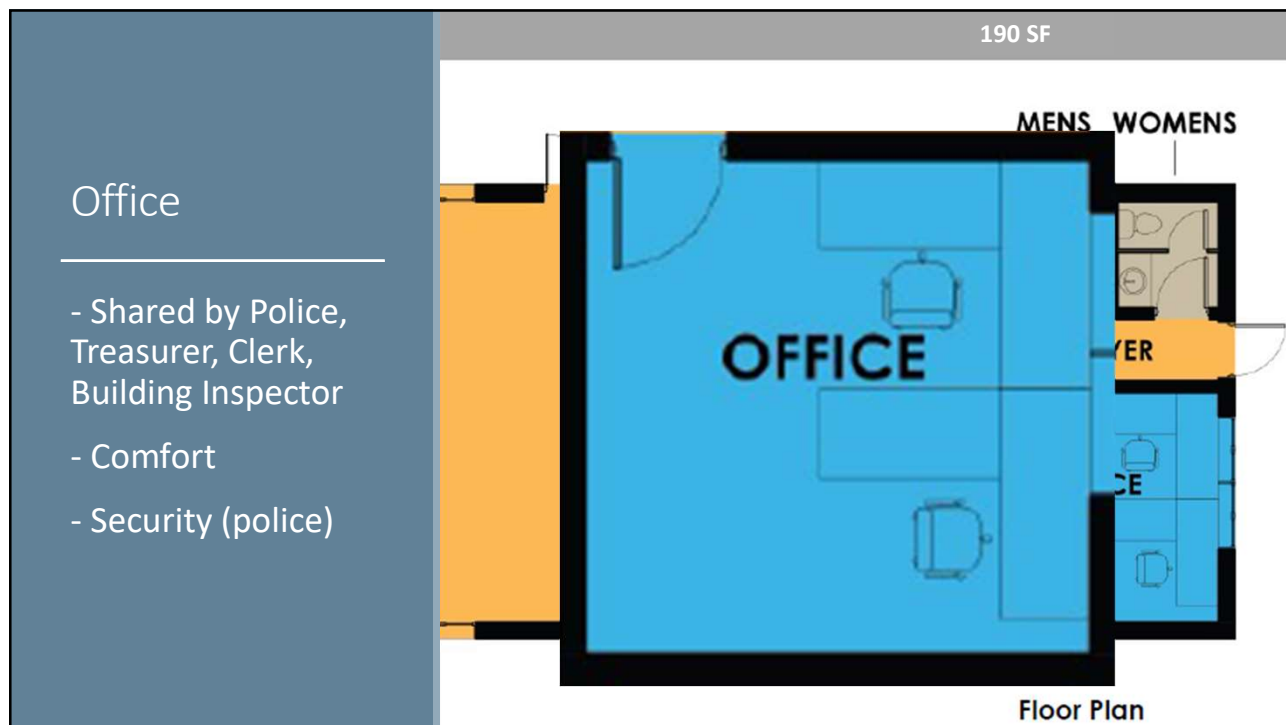 190 SF
Office
- Shared by Police,
Treasurer, Clerk,
Building Inspector
- Comfort
- Security (police)
MENS WOMENS
OFFICE
YER
CE
Floor Plan